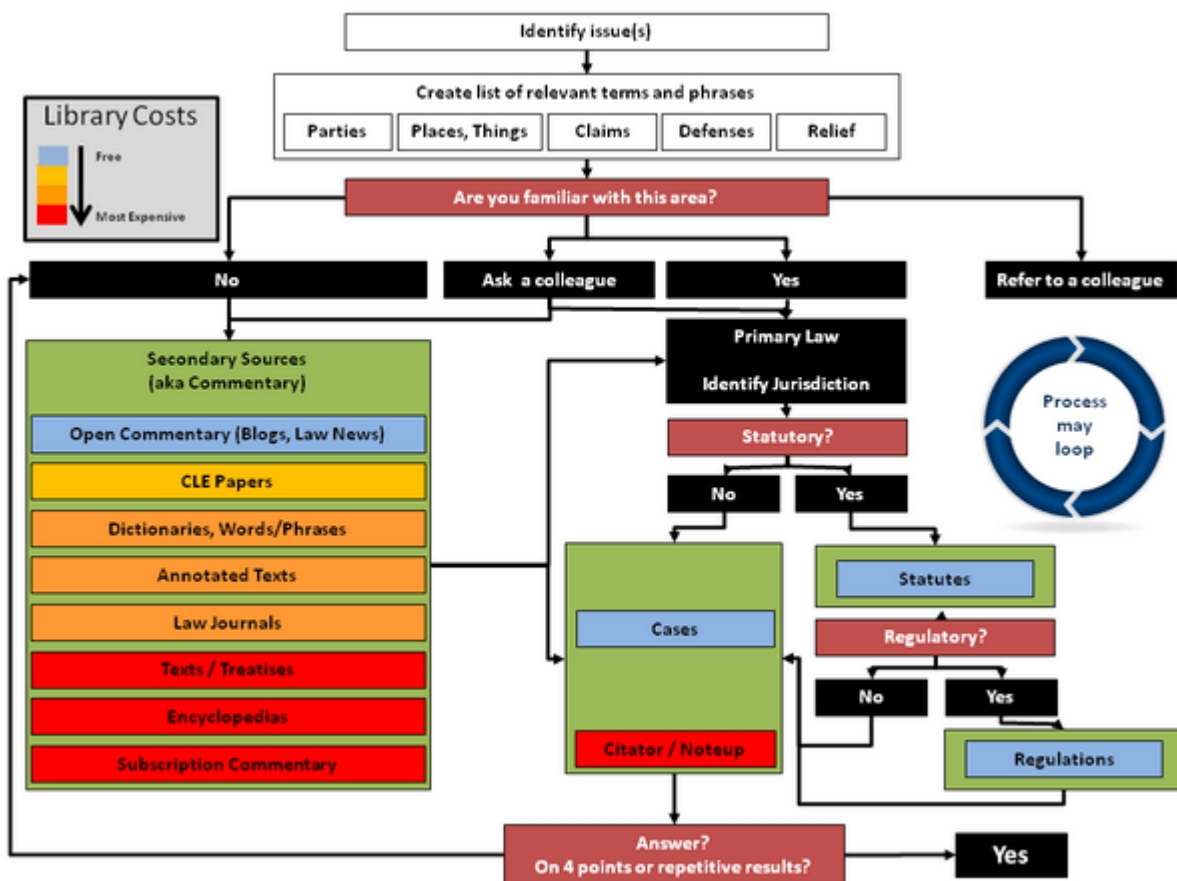 Identify issue(s)
Create list of relevant terms and phrases
Parties
Places, Things
Claims
Defenses
Relief
Library Costs
Free
Most Expensive
Are you familiar with this area?
No
Ask a colleague
Yes
Refer to a colleague
Secondary Sources
(aka Commentary)
Open Commentary (Blogs, Law News)
CLE Papers
Dictionaries, Words/Phrases
Annotated Texts
Law Journals
Texts / Treatises
Encyclopedias
Subscription Commentary
Primary Law
Identify Jurisdiction
Statutory?
No
Yes
Process
may
loop
Cases
Citator / Noteup
Statutes
Regulatory?
No
Yes
Regulations
Answer?
On 4 points or repetitive results?
Yes